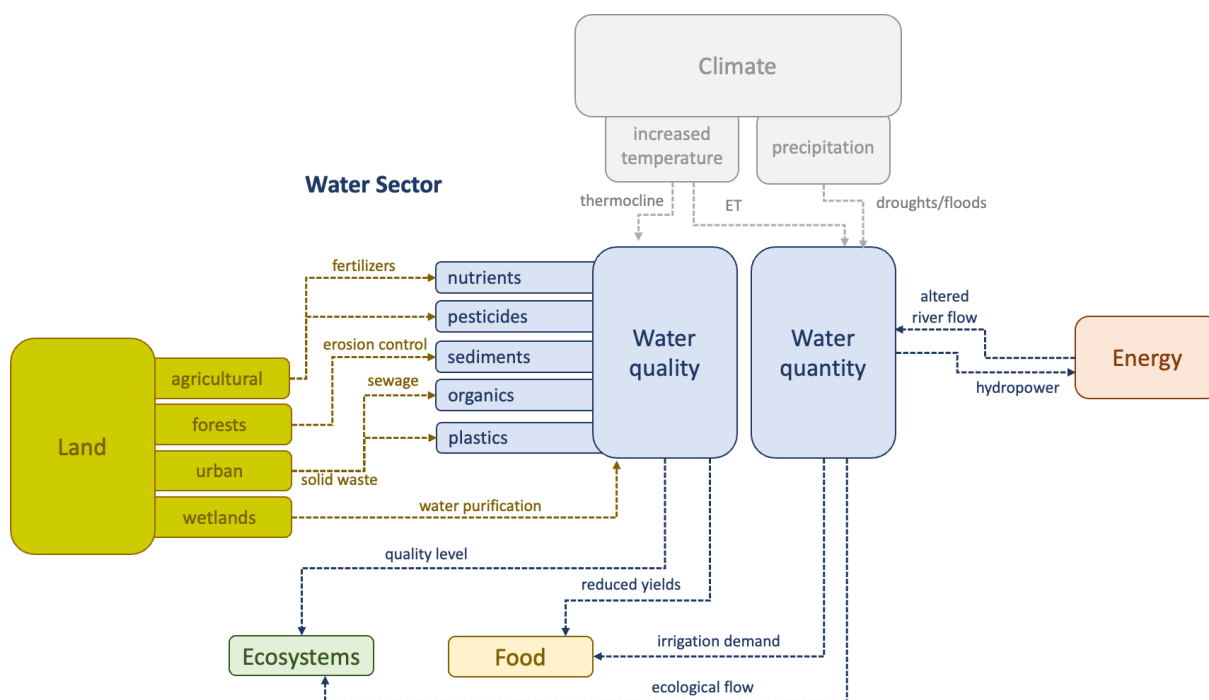 Climate
increased
temperature
precipitation
Water Sector
thermocline
ET
droughts/floods
fertilizers
nutrients
pesticides
erosion control
sediments
sewage
organics
plastics
solid waste
water purification
Water
quality
Water
quantity
altered
river flow
hydropower
Energy
Land
agricultural
forests
urban
wetlands
quality level
reduced yields
irrigation demand
ecological flow
Ecosystems
Food